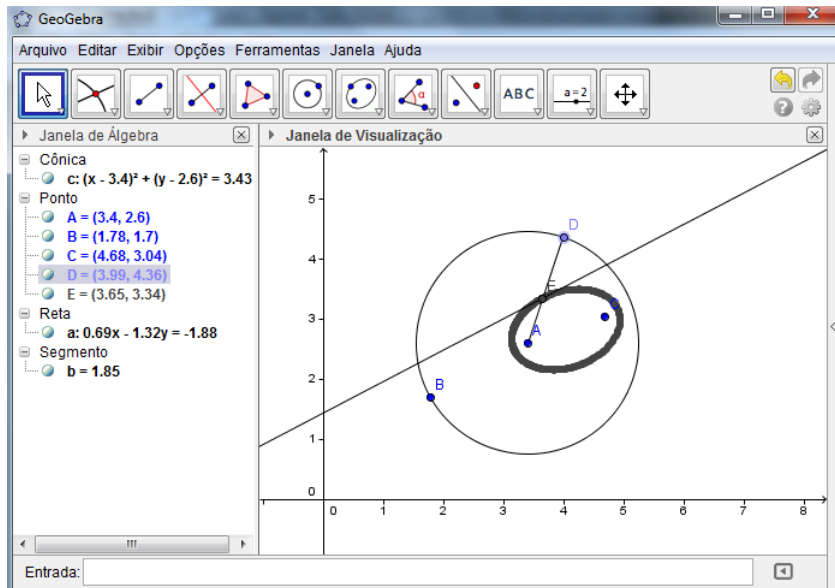 GeoGebra
Arquivo Editar Exibir Opções Ferramentas Janela Ajuda
α
ABC
a=2
Janela de Álgebra
Cônica
c: (x - 3.4)² + (y - 2.6)² = 3.43
Ponto
A = (3.4, 2.6)
B = (1.78, 1.7)
C = (4.68, 3.04)
D = (3.99, 4.36)
E = (3.65, 3.34)
Reta
a: 0.69x - 1.32y = -1.88
Segmento
b = 1.85
Janela de Visualização
5
4
3
2
1
0
0 1 2 3 4 5 6 7 8
D
E
A
B
Entrada: